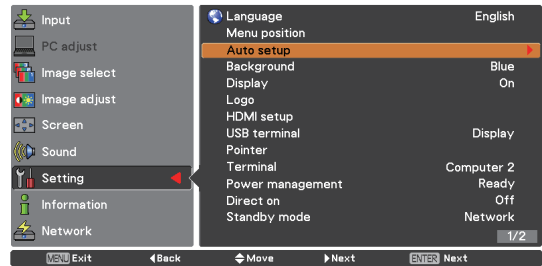 Input
PC adjust
Image select
Image adjust
Screen
Sound
Setting
Information
Network
Language English
Menu position
Auto setup
Background Blue
Display On
Logo
HDMI setup
USB terminal Display
Pointer
Terminal Computer 2
Power management Ready
Direct on Off
Standby mode Network
1/2
MENU Exit Back Move Next ENTER Next